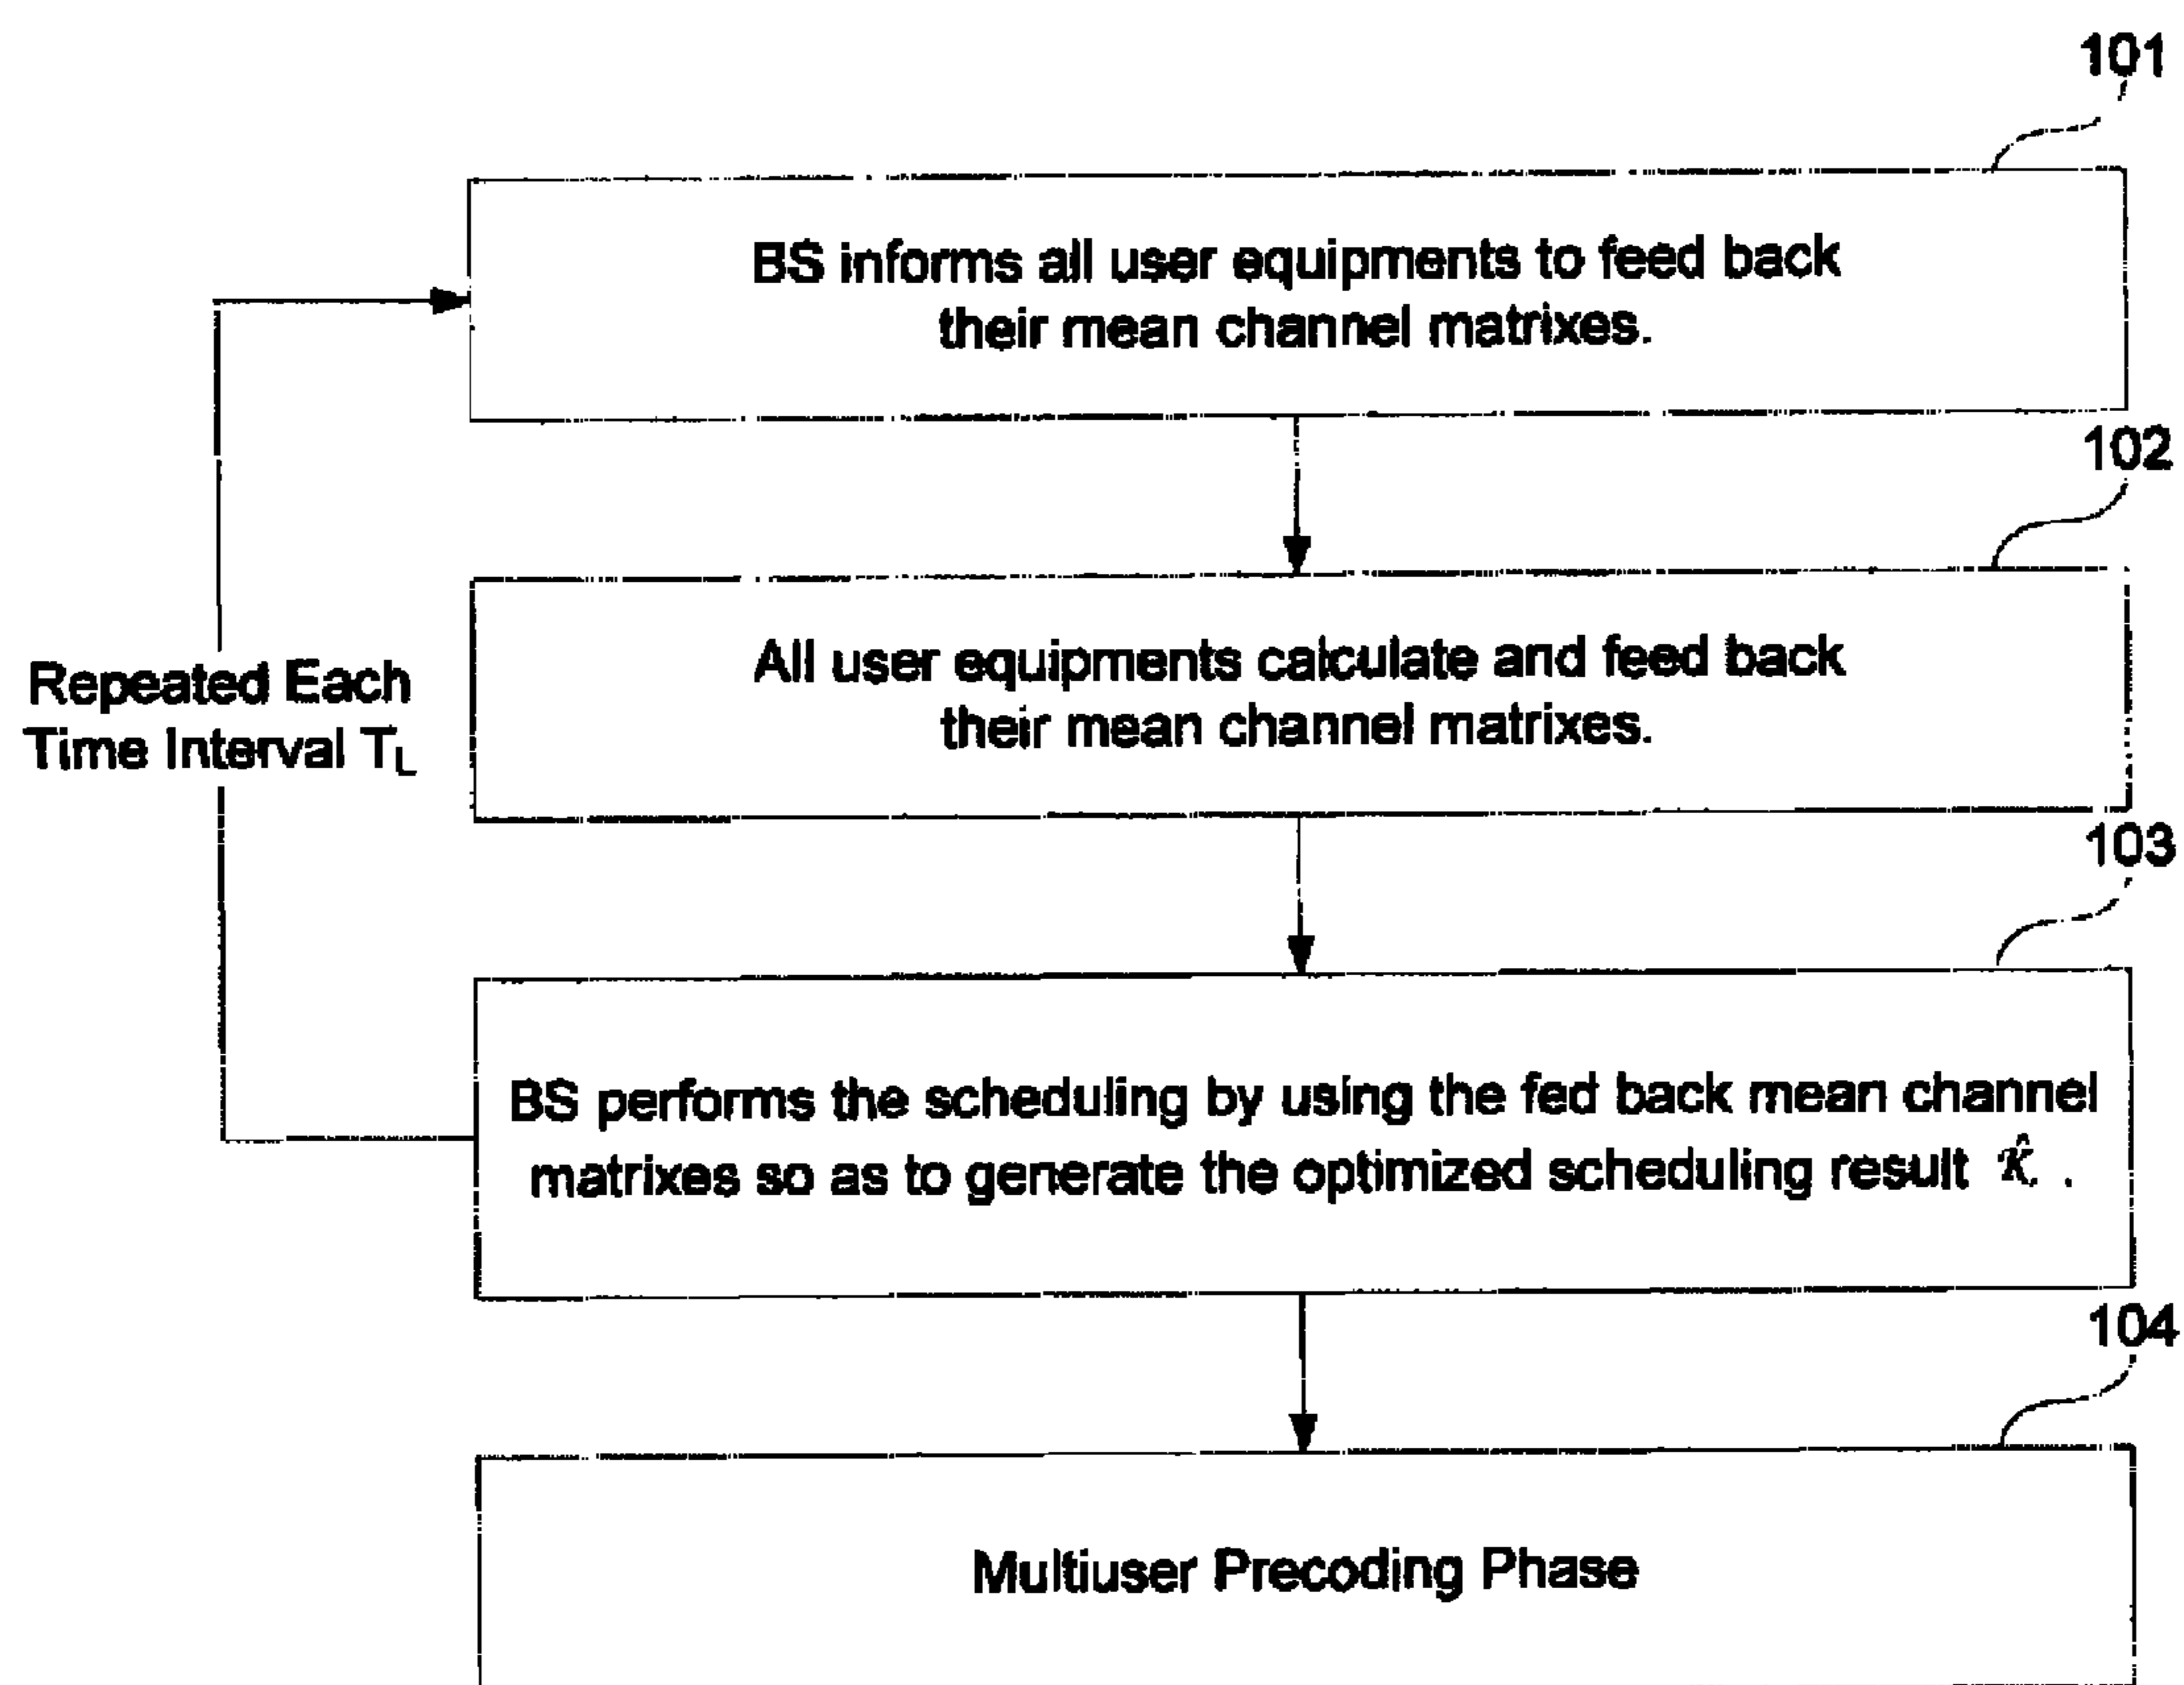 101
BS informs all user equipments to feed back
their mean channel matrixes.
102
All user equipments calculate and feed back
their mean channel matrixes.
Repeated Each
Time Interval T_L
103
BS performs the scheduling by using the fed back mean channel
matrixes so as to generate the optimized scheduling result 𝒦̂ .
104
Multiuser Precoding Phase